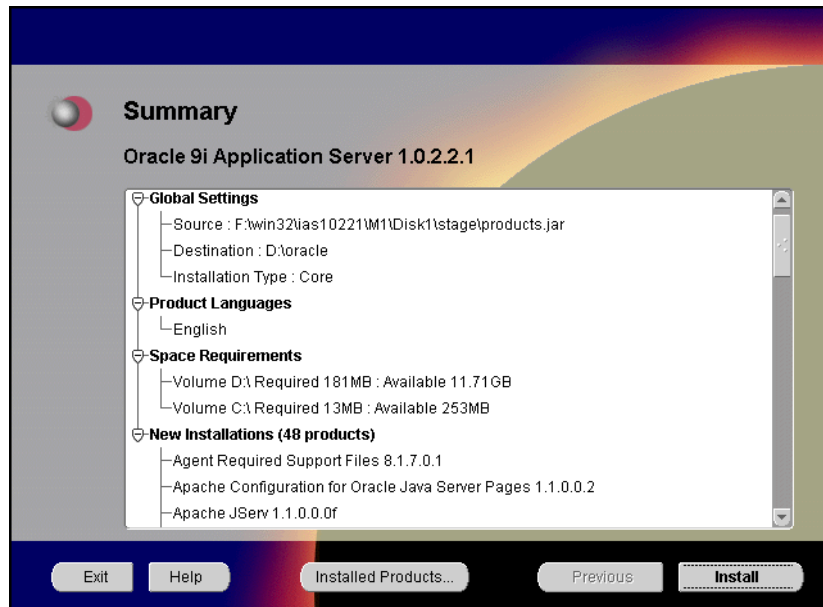 Summary
Oracle 9i Application Server 1.0.2.2.1
Global Settings
Source : F:\win32\ias10221\M1\Disk1\stage\products.jar
Destination : D:\oracle
Installation Type : Core
Product Languages
English
Space Requirements
Volume D:\ Required 181MB : Available 11.71GB
Volume C:\ Required 13MB : Available 253MB
New Installations (48 products)
Agent Required Support Files 8.1.7.0.1
Apache Configuration for Oracle Java Server Pages 1.1.0.0.2
Apache JServ 1.1.0.0.0f
Exit Help Installed Products... Previous Install